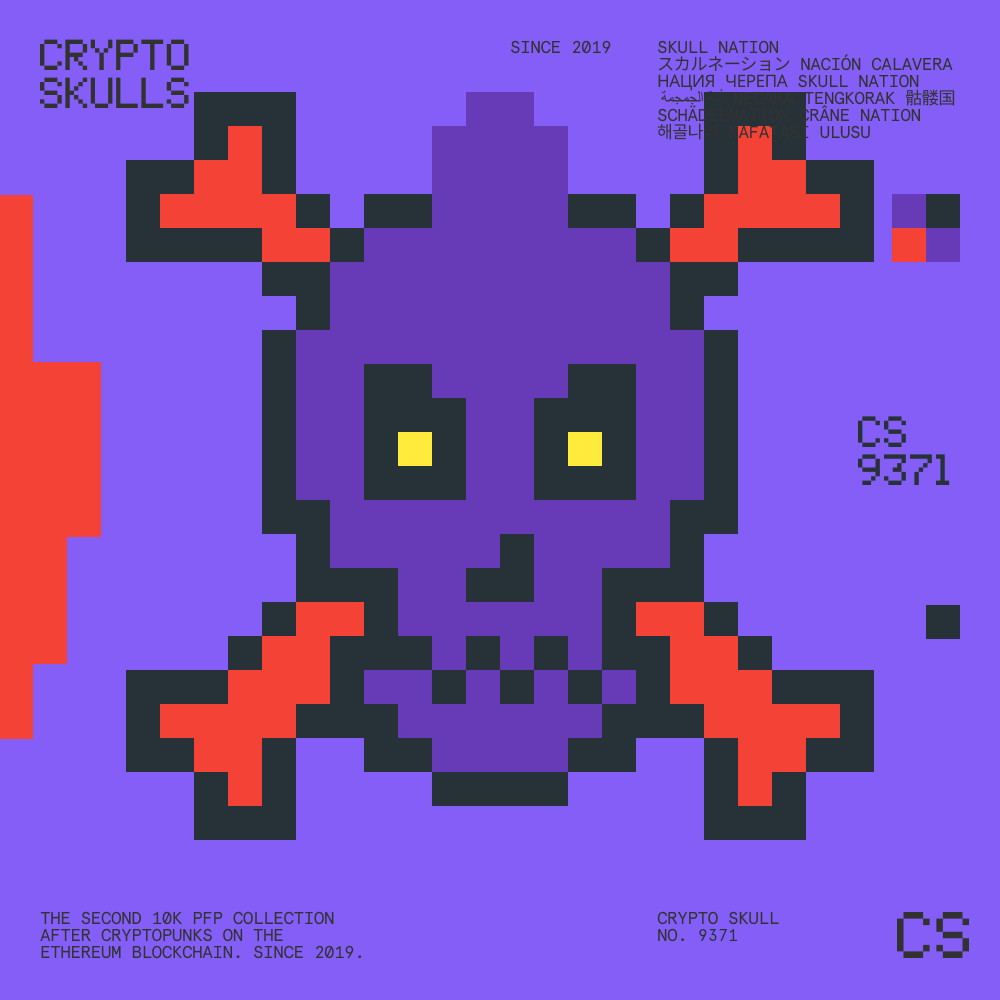 CRYPTO
SKULLS
SINCE 2019
SKULL NATION
スカルネーション NACIÓN CALAVERA
НАЦИЯ ЧЕРЕПА SKULL NATION
الجمجمة TENGKORAK 骷髅国
CRÂNE NATION
해골 ULUSU
CS
9371
THE SECOND 10K PFP COLLECTION
AFTER CRYPTOPUNKS ON THE
ETHEREUM BLOCKCHAIN. SINCE 2019.
CRYPTO SKULL
NO. 9371
CS